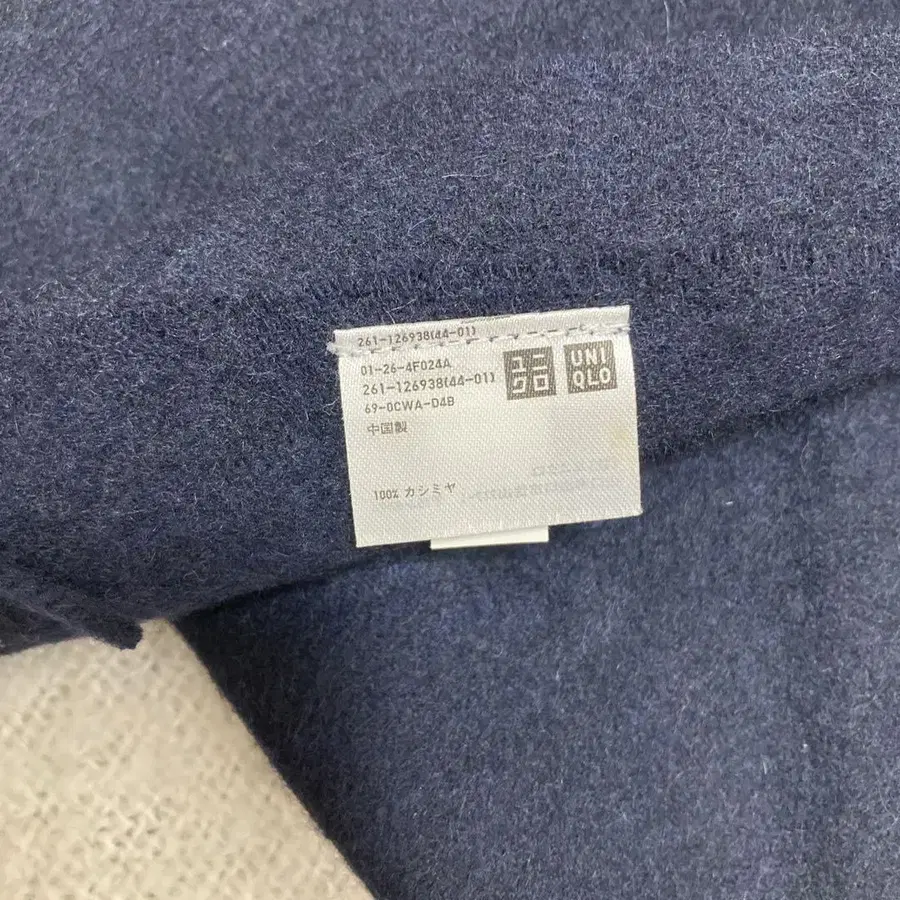 261-126938(44-01)
01-26-4F024A
261-126938(44-01)
69-0CWA-D4B
中国製
100% カシミヤ
ユニ
クロ
UNI
QLO